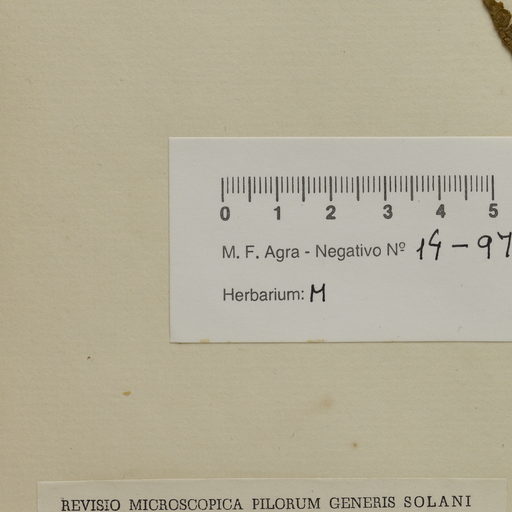 0 1 2 3 4 5
M. F. Agra - Negativo Nº 14-97
Herbarium: M
REVISIO MICROSCOPICA PILORUM GENERIS SOLANI